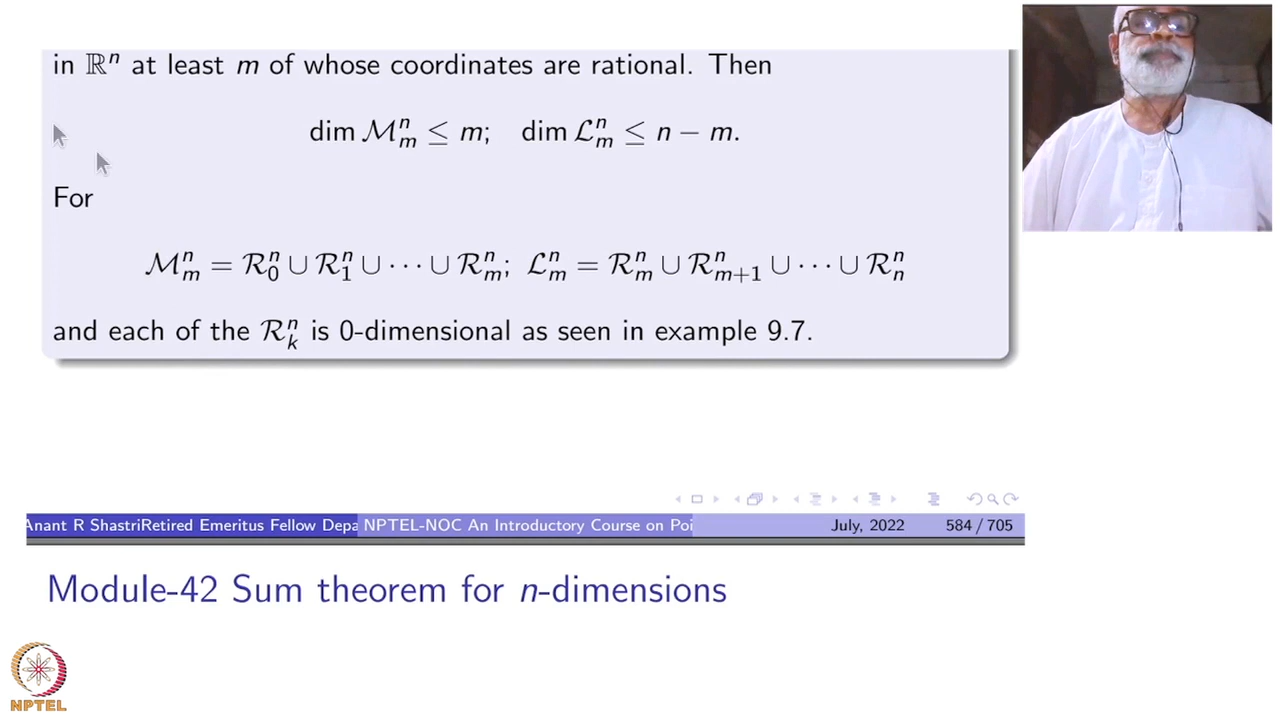 in ℝⁿ at least m of whose coordinates are rational. Then
dim ℳⁿₘ ≤ m; dim ℒⁿₘ ≤ n − m.
For
ℳⁿₘ = ℛⁿ₀ ∪ ℛⁿ₁ ∪ ⋯ ∪ ℛⁿₘ; ℒⁿₘ = ℛⁿₘ ∪ ℛⁿₘ₊₁ ∪ ⋯ ∪ ℛⁿₙ
and each of the ℛⁿₖ is 0-dimensional as seen in example 9.7.
Anant R ShastriRetired Emeritus Fellow Depa NPTEL-NOC An Introductory Course on Poi July, 2022 584 / 705
Module-42 Sum theorem for n-dimensions
NPTEL